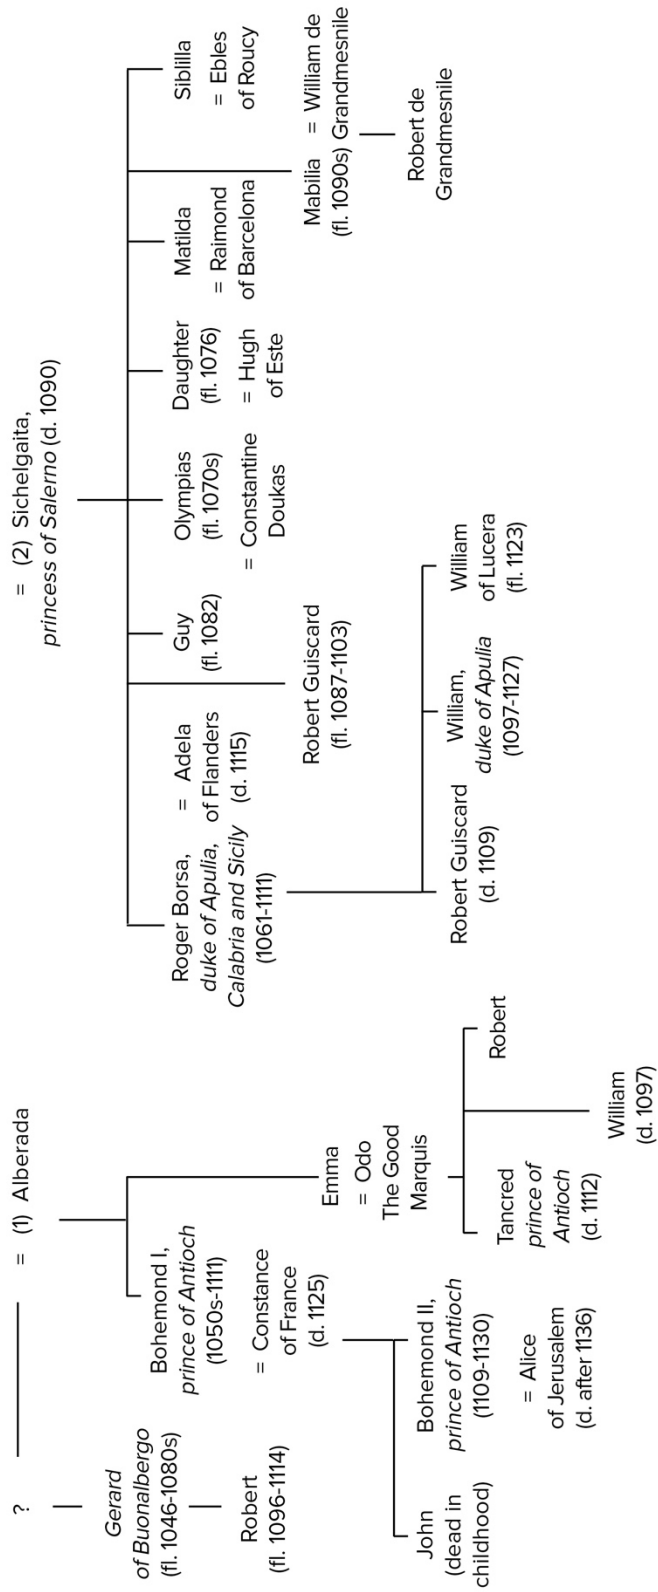 ?
= (1) Alberada
= (2) Sichelgaita,
princess of Salerno (d. 1090)
Gerard
of Buonalbergo
(fl. 1046-1080s)
Robert
(fl. 1096-1114)
Bohemond I,
prince of Antioch
(1050s-1111)
= Constance
of France
(d. 1125)
John
(dead in
childhood)
Bohemond II,
prince of Antioch
(1109-1130)
= Alice
of Jerusalem
(d. after 1136)
Emma
= Odo
The Good
Marquis
Tancred
prince of
Antioch
(d. 1112)
William
(d. 1097)
Robert
Roger Borsa,
duke of Apulia,
Calabria and Sicily
(1061-1111)
= Adela
of Flanders
(d. 1115)
Robert Guiscard
(d. 1109)
William,
duke of Apulia
(1097-1127)
William
of Lucera
(fl. 1123)
Robert Guiscard
(fl. 1087-1103)
Guy
(fl. 1082)
Olympias
(fl. 1070s)
= Constantine
Doukas
Daughter
(fl. 1076)
= Hugh
of Este
Matilda
= Raimond
of Barcelona
Mabilia
(fl. 1090s)
= William de
Grandmesnile
Robert de
Grandmesnile
Siblilla
= Ebles
of Roucy